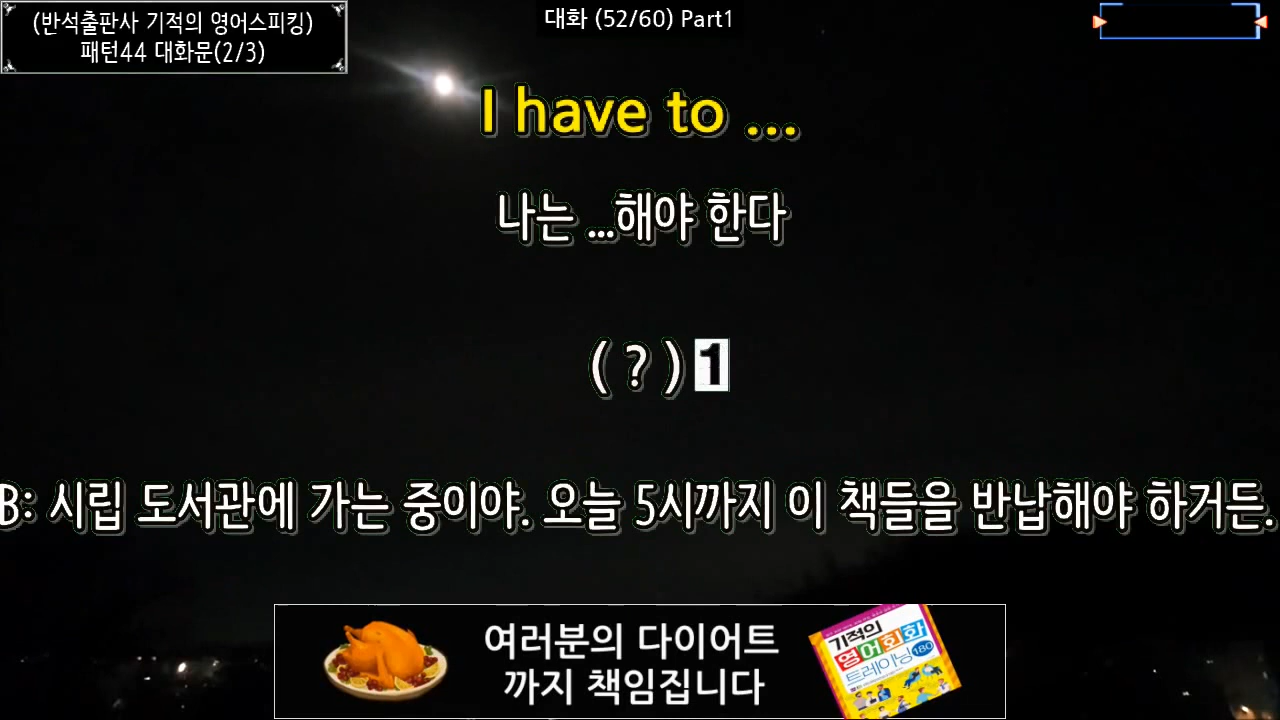 (반석출판사 기적의 영어스피킹)
패턴44 대화문(2/3)
대화 (52/60) Part1
I have to ...
나는 ...해야 한다
( ? ) 1
B: 시립 도서관에 가는 중이야. 오늘 5시까지 이 책들을 반납해야 하거든.
여러분의 다이어트
까지 책임집니다
기적의
영어회화
트레이닝
180